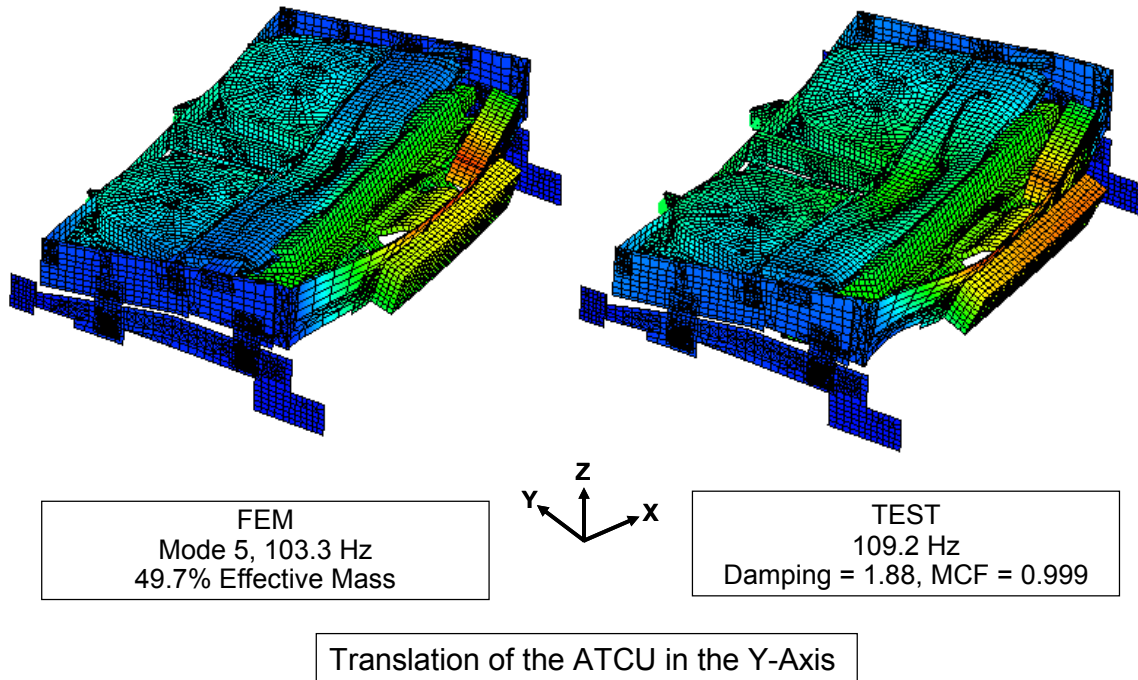 Z
Y
X
FEM
Mode 5, 103.3 Hz
49.7% Effective Mass
TEST
109.2 Hz
Damping = 1.88, MCF = 0.999
Translation of the ATCU in the Y-Axis